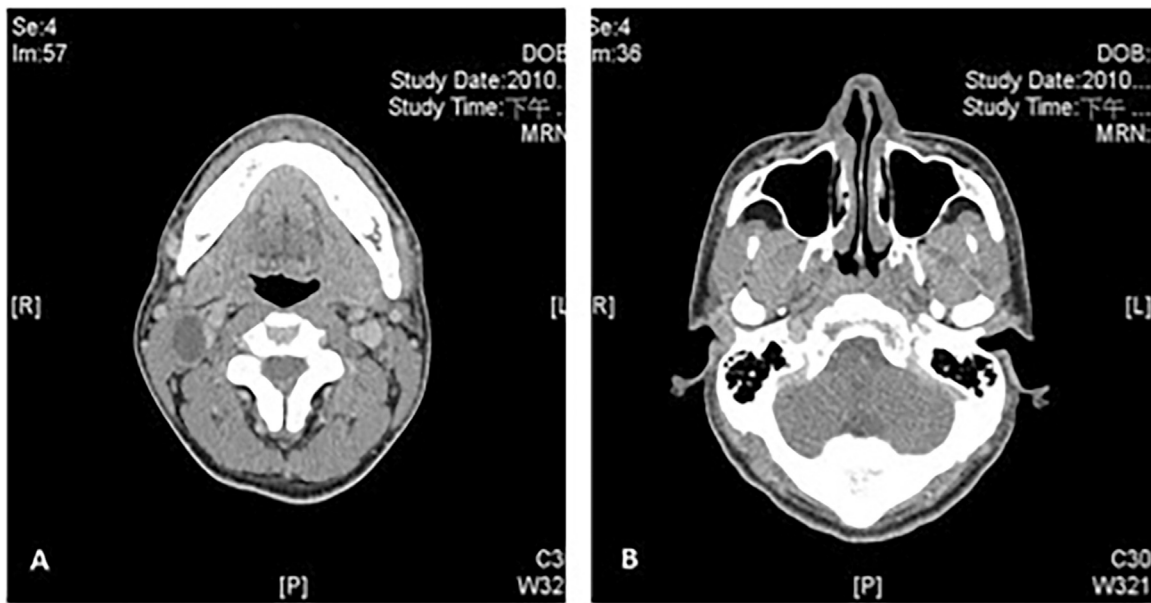 Se:4
Im:57
DOB
Study Date:2010.
Study Time:下午 .
MRN
[R]
[L
A
[P]
C3
W32
Se:4
Im:36
DOB:
Study Date:2010....
Study Time:下午 ....
MRN:
[R]
[L]
B
[P]
C30
W321